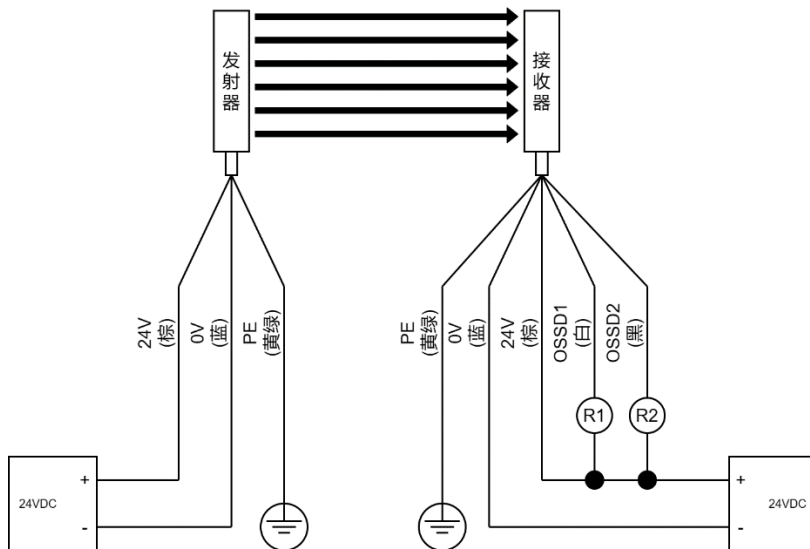 发射器
接收器
24V
(棕)
0V
(蓝)
PE
(黄绿)
PE
(黄绿)
0V
(蓝)
24V
(棕)
OSSD1
(白)
OSSD2
(黑)
R1
R2
24VDC
+
-
24VDC
+
-